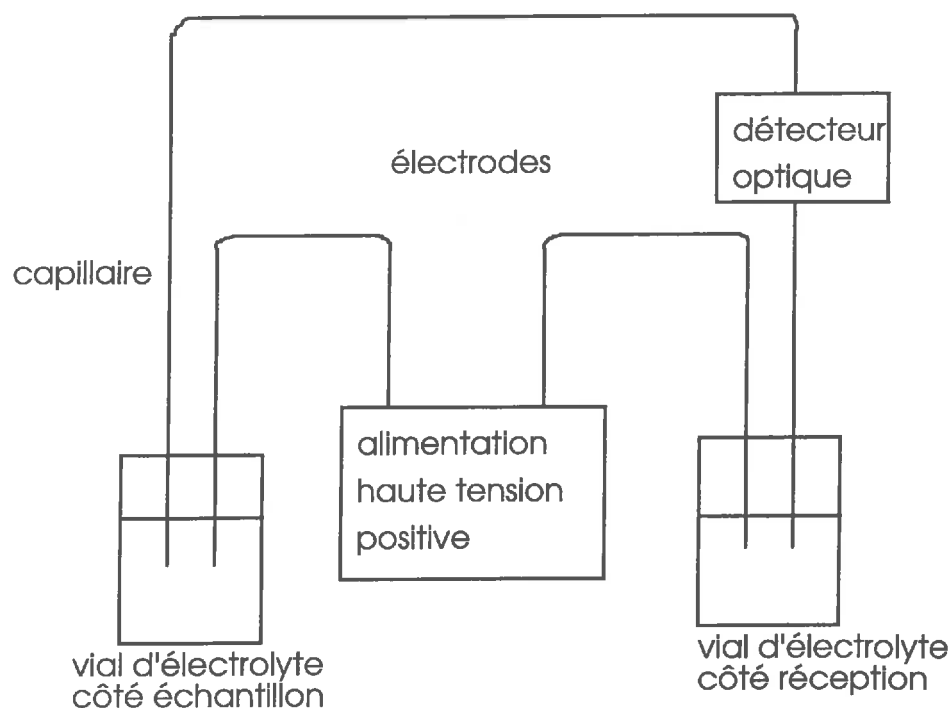 détecteur
optique
électrodes
capillaire
alimentation
haute tension
positive
vial d'électrolyte
côté échantillon
vial d'électrolyte
côté réception